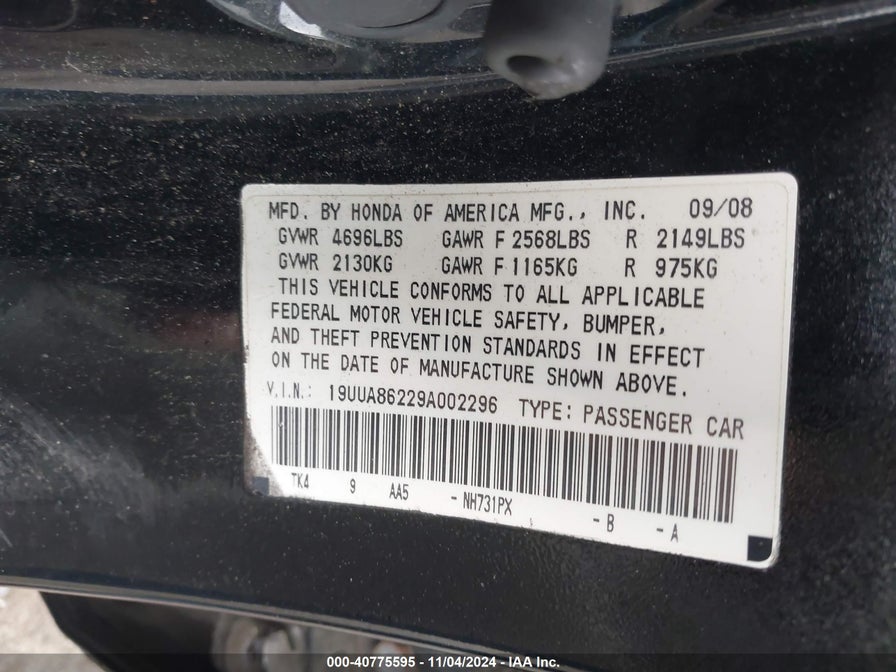 MFD. BY HONDA OF AMERICA MFG., INC. 09/08
GVWR 4696LBS GAWR F 2568LBS R 2149LBS
GVWR 2130KG GAWR F 1165KG R 975KG
THIS VEHICLE CONFORMS TO ALL APPLICABLE
FEDERAL MOTOR VEHICLE SAFETY, BUMPER,
AND THEFT PREVENTION STANDARDS IN EFFECT
ON THE DATE OF MANUFACTURE SHOWN ABOVE.
V.I.N.: 19UUA86229A002296 TYPE: PASSENGER CAR
TK4 9 AA5 - NH731PX - B - A
000-40775595 - 11/04/2024 - IAA Inc.